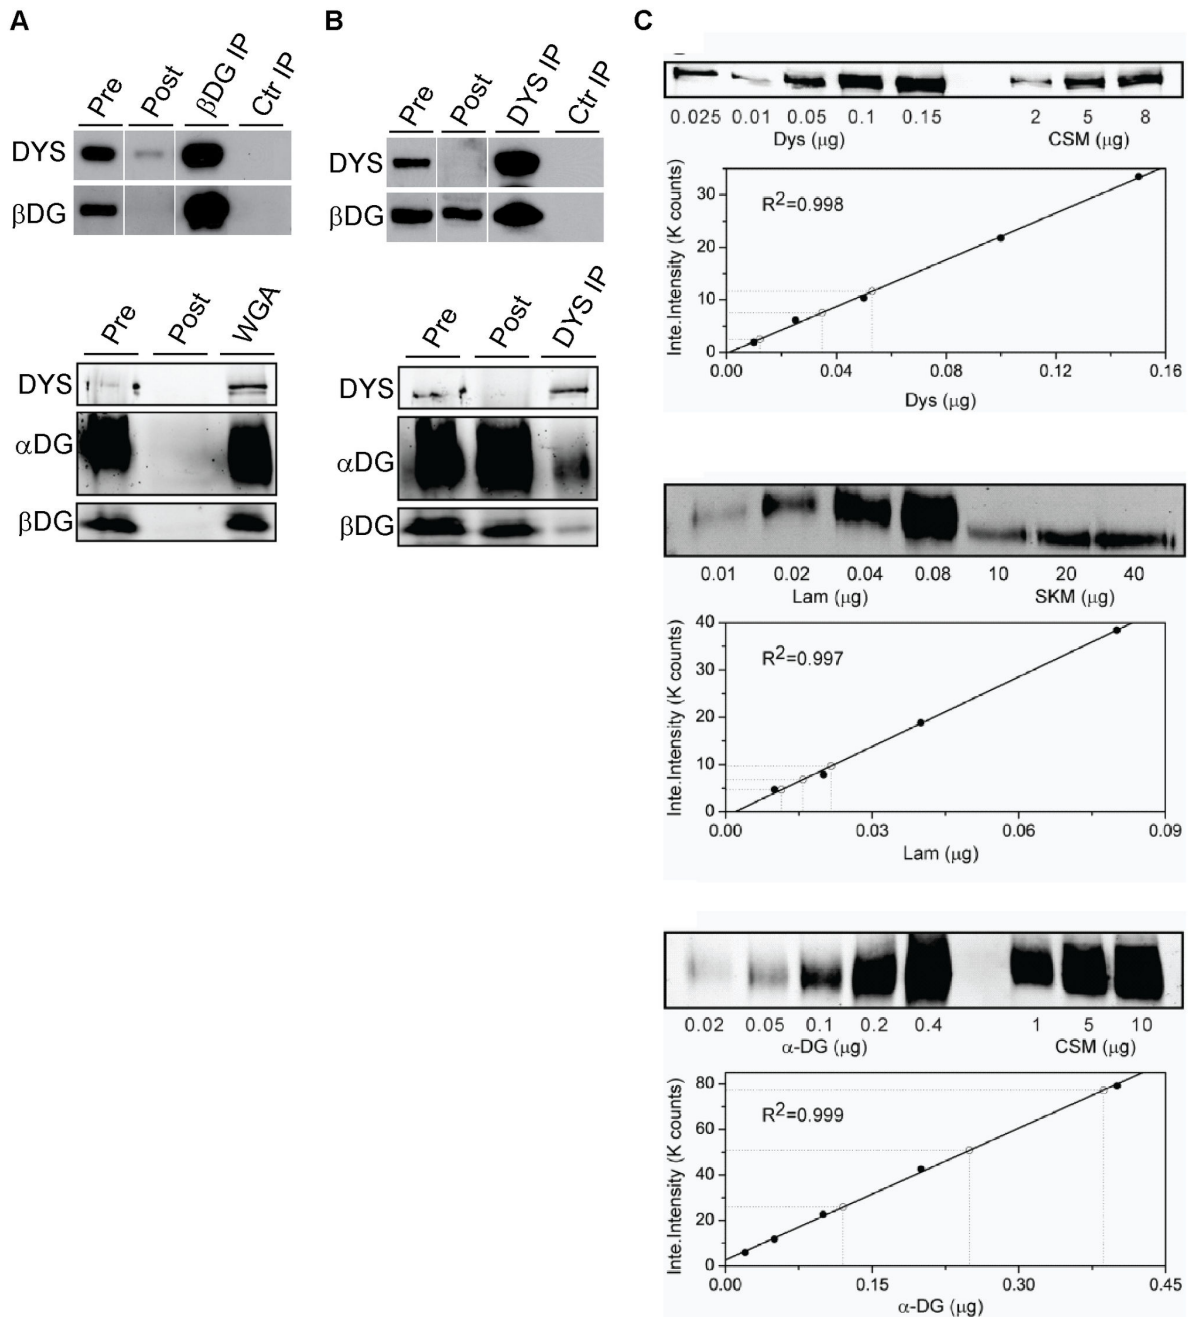 A
Pre Post βDG IP Ctr IP
DYS
βDG
Pre Post WGA
DYS
αDG
βDG
B
Pre Post DYS IP Ctr IP
DYS
βDG
Pre Post DYS IP
DYS
αDG
βDG
C
0.025 0.01 0.05 0.1 0.15 2 5 8
Dys (μg) CSM (μg)
Inte.Intensity (K counts)
30
20
10
0
R²=0.998
0.00 0.04 0.08 0.12 0.16
Dys (μg)
0.01 0.02 0.04 0.08 10 20 40
Lam (μg) SKM (μg)
Inte.Intensity (K counts)
40
30
20
10
0
R²=0.997
0.00 0.03 0.06 0.09
Lam (μg)
0.02 0.05 0.1 0.2 0.4 1 5 10
α-DG (μg) CSM (μg)
Inte.Intensity (K counts)
80
60
40
20
0
R²=0.999
0.00 0.15 0.30 0.45
α-DG (μg)